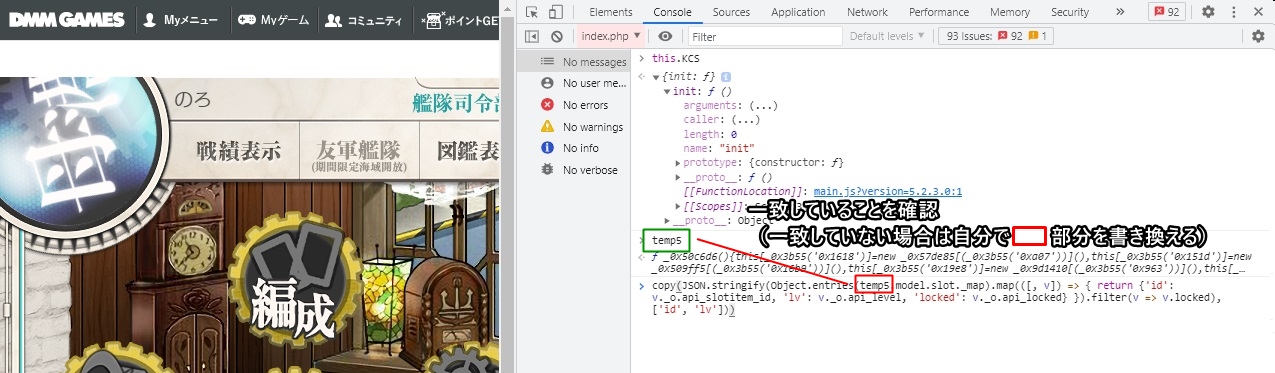 DMM GAMES
Myメニュー
Myゲーム
コミュニティ
ポイントGE
のろ
艦隊司令部
戦績表示
友軍艦隊
(期間限定海域開放)
図鑑表
編成
Elements
Console
Sources
Application
Network
Performance
Memory
Security
»
92
index.php ▼
Filter
Default levels ▼
93 Issues:
92
1
No messages
No user me...
No errors
No warnings
No info
No verbose
> this.KCS
▼{init: ƒ}
▼init: ƒ ()
arguments: (...)
caller: (...)
length: 0
name: "init"
▶prototype: {constructor: ƒ}
▶__proto__: ƒ ()
[[FunctionLocation]]: main.js?version=5.2.3.0:1
▶[[Scopes]]:
▶__proto__: Object
一致していることを確認
(一致していない場合は自分で 部分を書き換える)
temp5
ƒ _0x50c6d6(){this[_0x3b55('0x1618')]=new _0x57de85[(_0x3b55('0xa07'))](),this[_0x3b55('0x151d')]=new
_0x509ff5[(_0x3b55('0x16b9'))](),this[_0x3b55('0x19e8')]=new _0x9d1410[(_0x3b55('0x963'))](),this[_…
> copy(JSON.stringify(Object.entries(temp5.model.slot._map).map(([, v]) => { return {'id':
v._o.api_slotitem_id, 'lv': v._o.api_level, 'locked': v._o.api_locked} }).filter(v => v.locked),
['id', 'lv']))